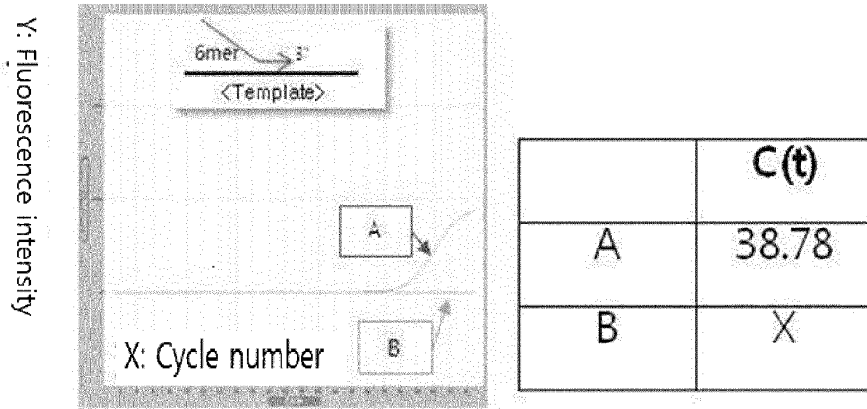 Y: Fluorescence intensity
6mer 3'
<Template>
A
B
X: Cycle number
C(t)
A 38.78
B X